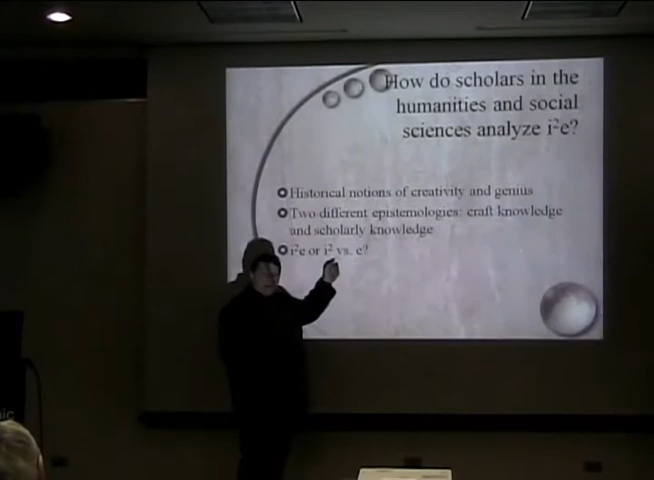 How do scholars in the
humanities and social
sciences analyze i²e?
Historical notions of creativity and genius
Two different epistemologies: craft knowledge
and scholarly knowledge
i²e or i² vs. e?